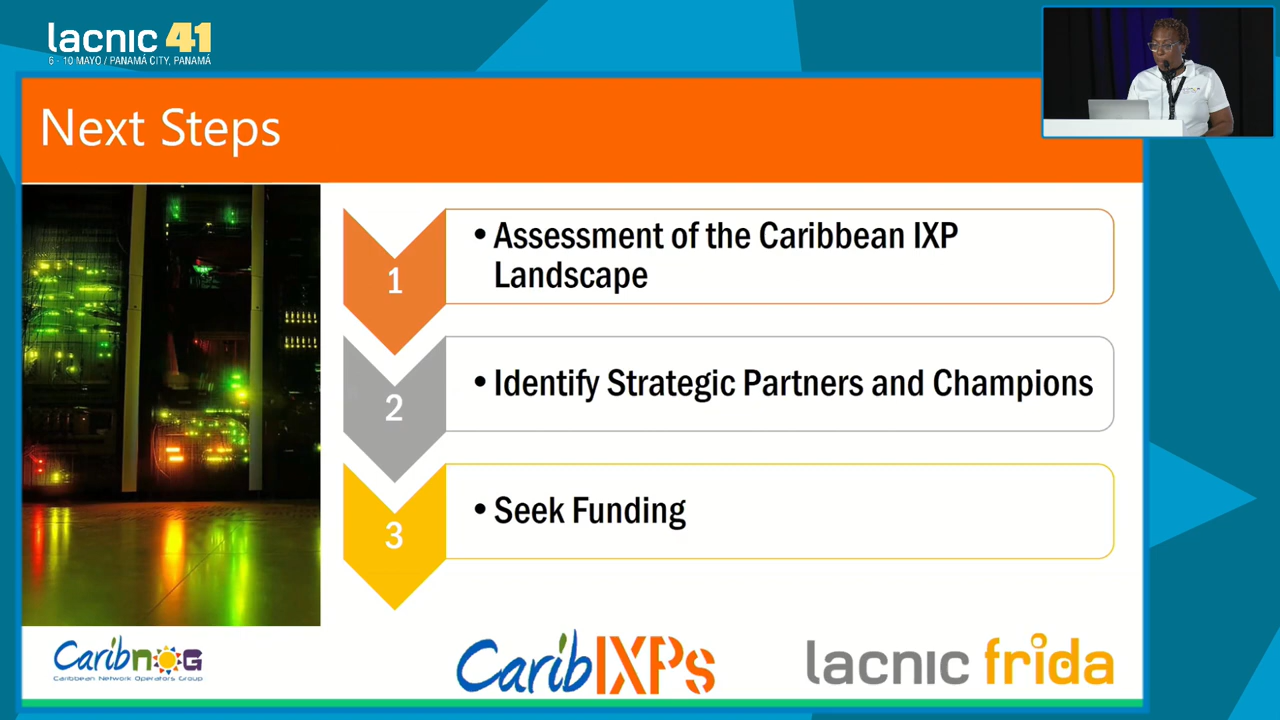 lacnic 41
6 - 10 MAYO / PANAMÁ CITY, PANAMÁ
Next Steps
1
• Assessment of the Caribbean IXP
Landscape
2
• Identify Strategic Partners and Champions
3
• Seek Funding
CaribNOG
Caribbean Network Operators Group
CaribIXPs
lacnic frida